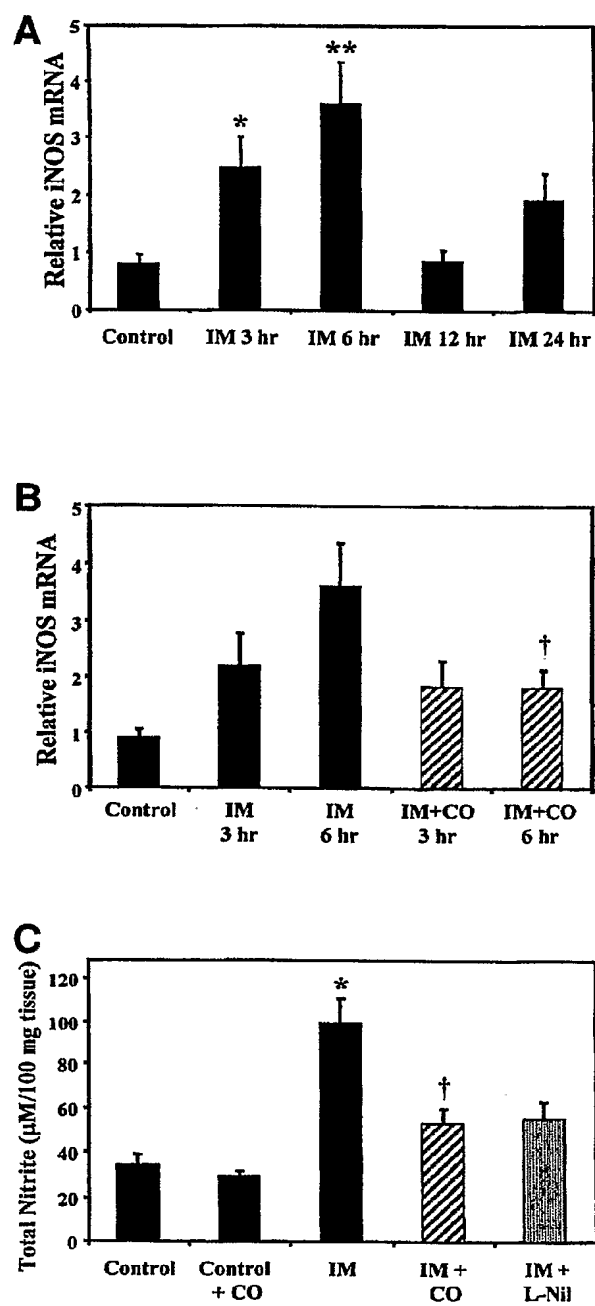 A
Relative iNOS mRNA
5
4
3
2
1
0
*
**
Control IM 3 hr IM 6 hr IM 12 hr IM 24 hr
B
Relative iNOS mRNA
5
4
3
2
1
0
†
Control IM IM IM+CO IM+CO
3 hr 6 hr 3 hr 6 hr
C
Total Nitrite (µM/100 mg tissue)
120
100
80
60
40
20
0
*
†
Control Control IM IM + IM +
+ CO CO L-Nil